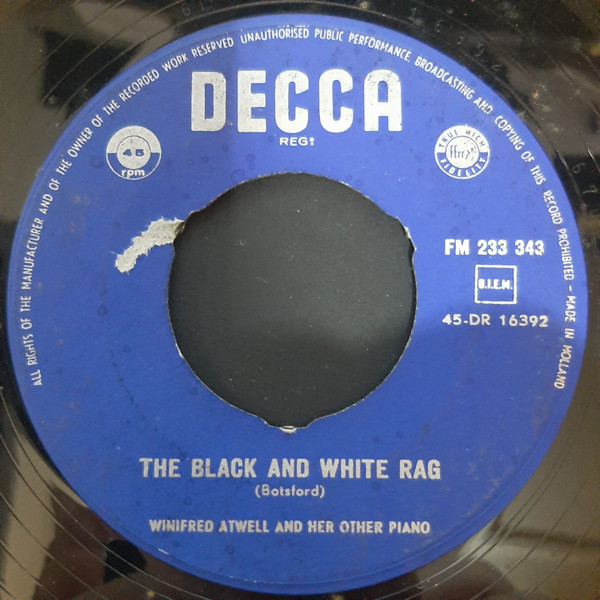 ALL RIGHTS OF THE MANUFACTURER AND OF THE OWNER OF THE RECORDED WORK RESERVED UNAUTHORISED PUBLIC PERFORMANCE BROADCASTING AND COPYING OF THIS RECORD PROHIBITED - MADE IN HOLLAND
DECCA
REGT
45
rpm
TRUE HIGH
ffrr
FIDELITY
FM 233 343
B.I.E.M.
45-DR 16392
THE BLACK AND WHITE RAG
(Botsford)
WINIFRED ATWELL AND HER OTHER PIANO